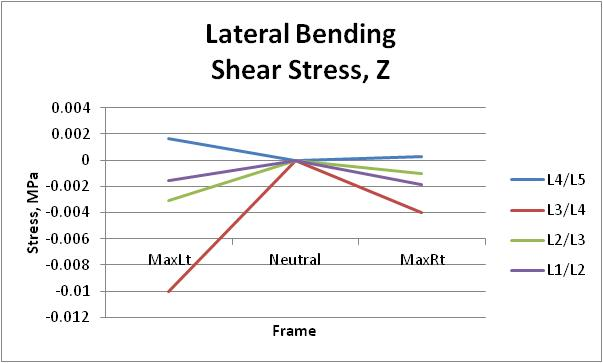 Lateral Bending
Shear Stress, Z
0.004
0.002
0
-0.002
-0.004
-0.006
-0.008
-0.01
-0.012
Stress, MPa
MaxLt Neutral MaxRt
Frame
L4/L5
L3/L4
L2/L3
L1/L2